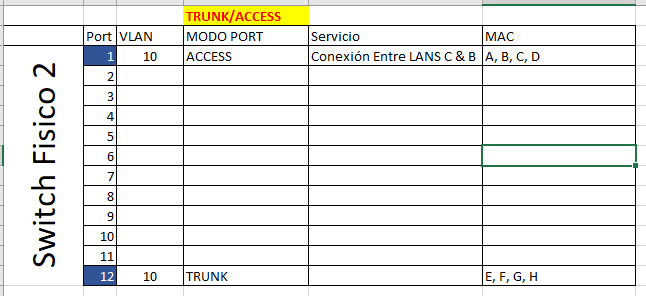 TRUNK/ACCESS
Port VLAN MODO PORT Servicio MAC
Switch Fisico 2
1 10 ACCESS Conexión Entre LANS C & B A, B, C, D
2
3
4
5
6
7
8
9
10
11
12 10 TRUNK E, F, G, H